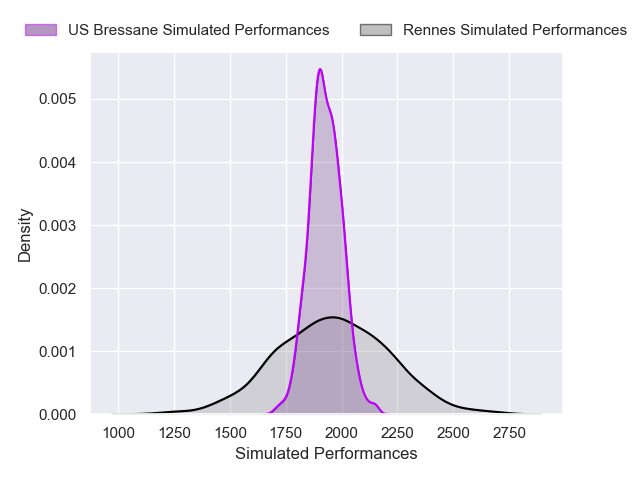 US Bressane Simulated Performances
Rennes Simulated Performances
0.005
0.004
0.003
0.002
0.001
0.000
Density
1000 1250 1500 1750 2000 2250 2500 2750
Simulated Performances